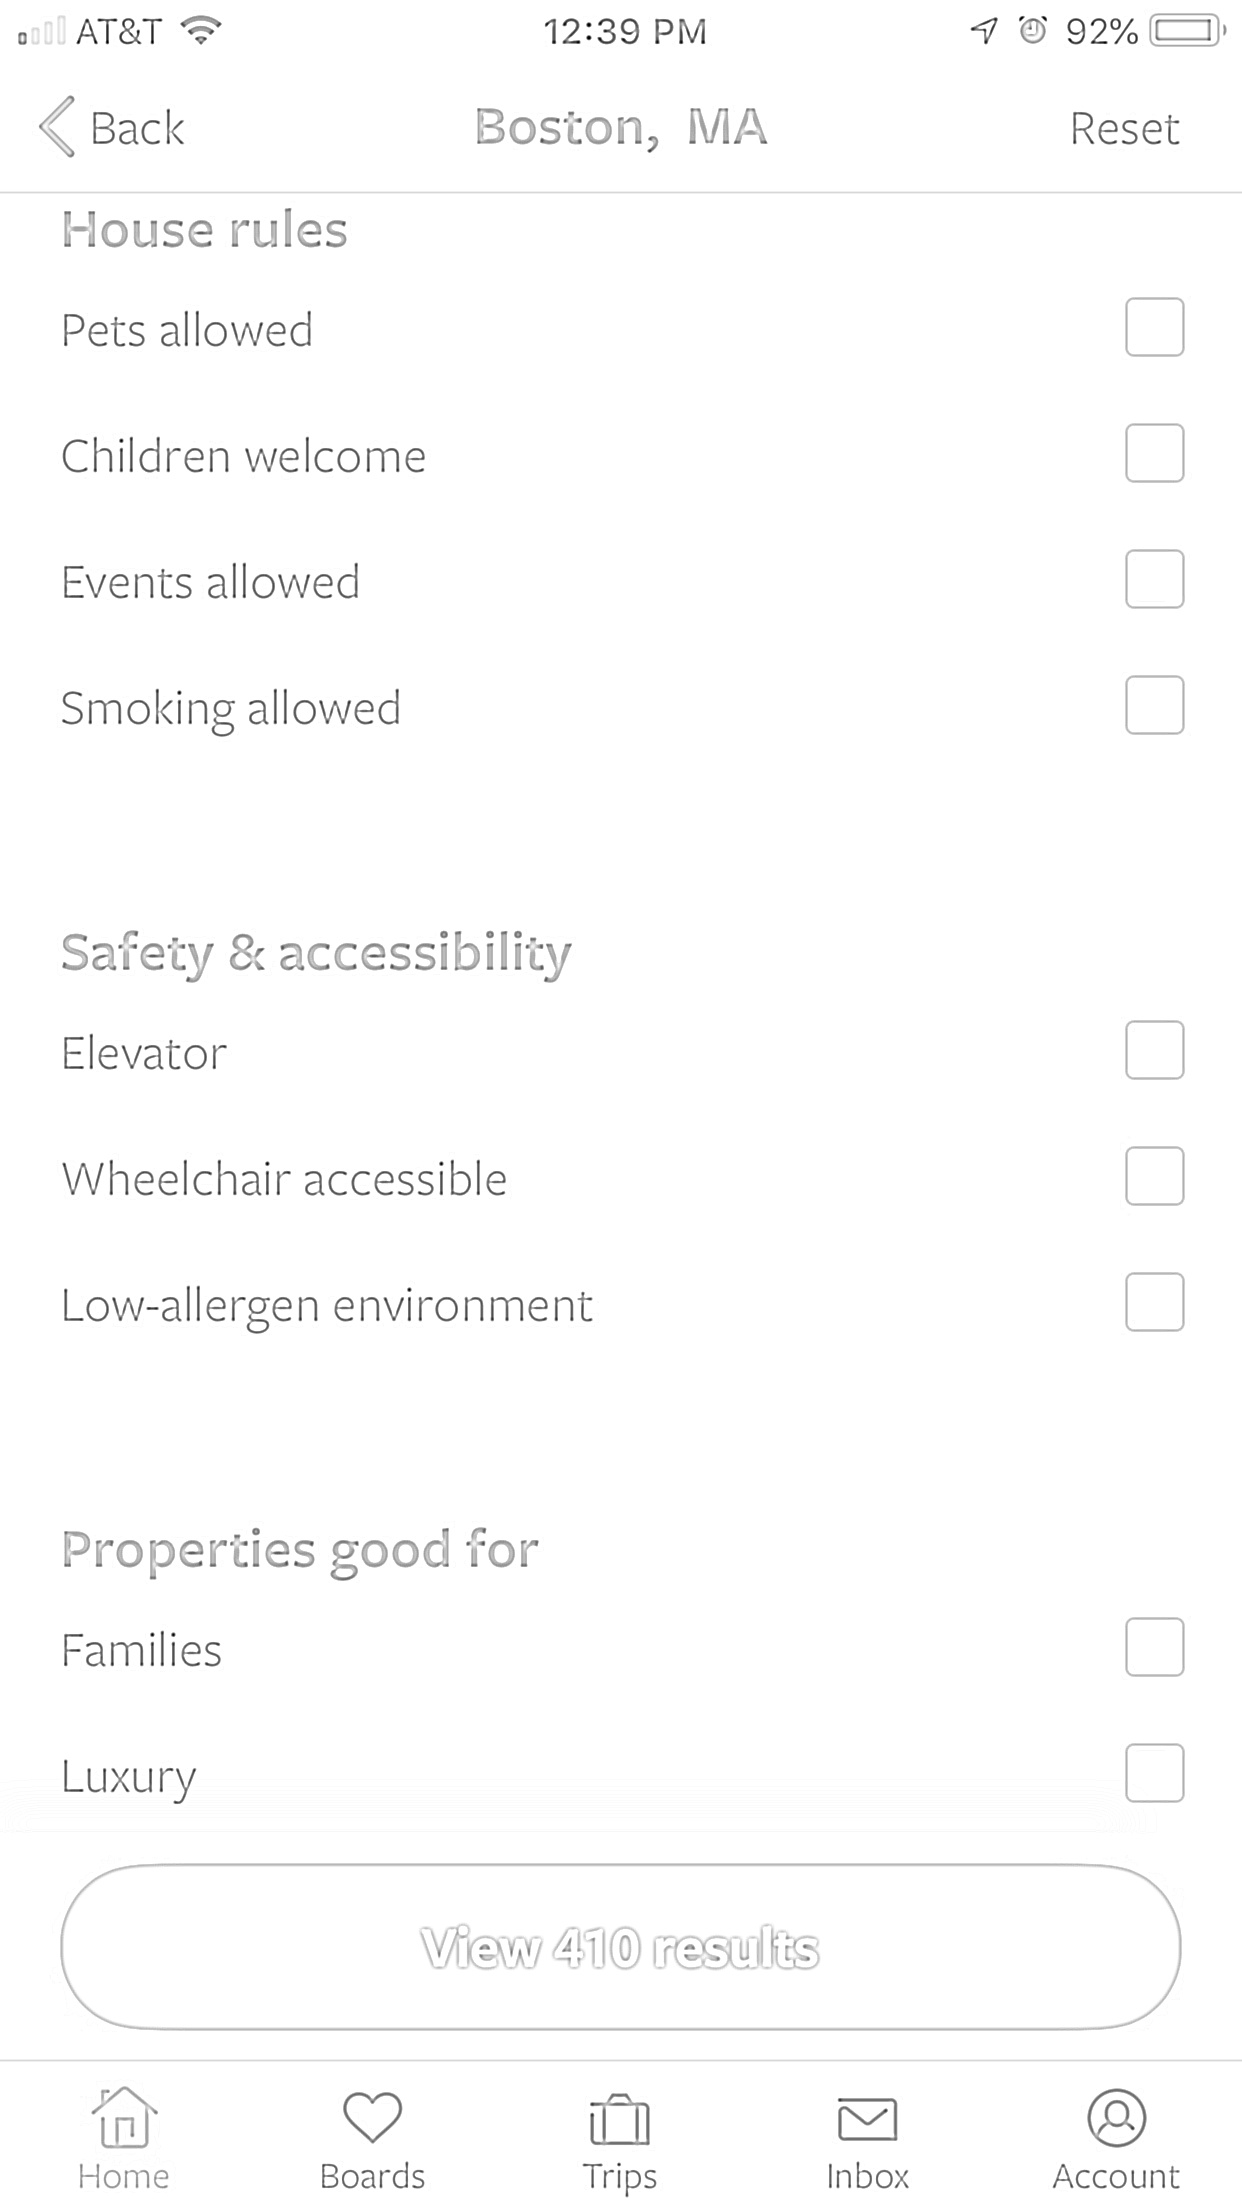 AT&T 12:39 PM 92%
Back Boston, MA Reset
House rules
Pets allowed
Children welcome
Events allowed
Smoking allowed
Safety & accessibility
Elevator
Wheelchair accessible
Low-allergen environment
Properties good for
Families
Luxury
View 410 results
Home Boards Trips Inbox Account